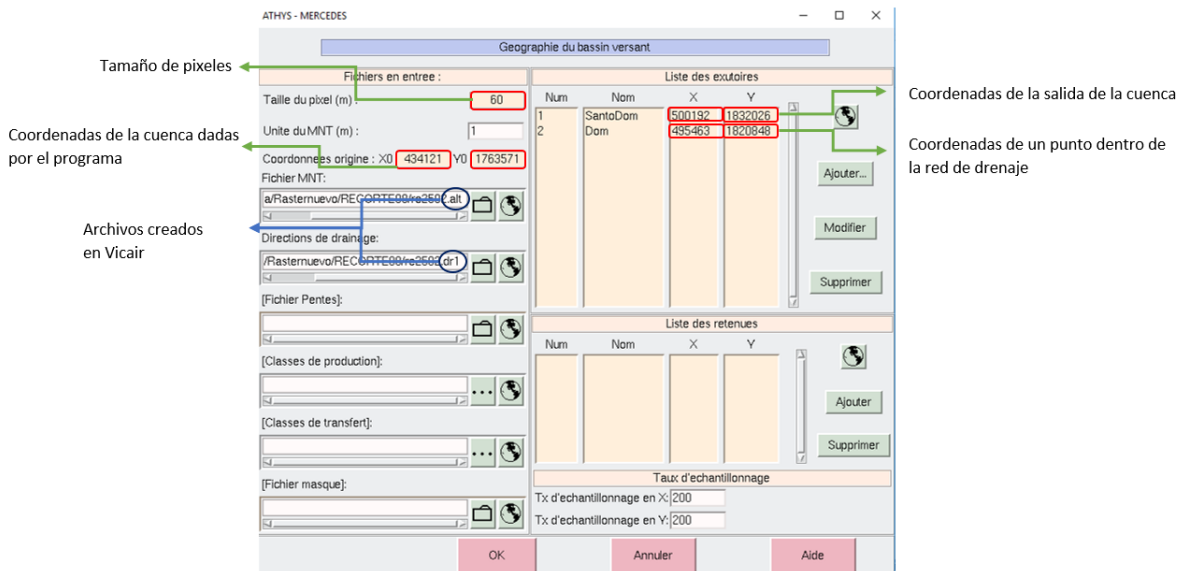 ATHYS - MERCEDES
Geographie du bassin versant
Tamaño de pixeles
Coordenadas de la cuenca dadas
por el programa
Archivos creados
en Vicair
Fichiers en entree :
Taille du pixel (m) : 60
Unite du MNT (m) : 1
Coordonnees origine : X0 434121 Y0 1763571
Fichier MNT:
a/Rasternuevo/RECORTE08/re2502.alt
Directions de drainage:
/Rasternuevo/RECORTE08/re2502.dr1
[Fichier Pentes]:
[Classes de production]:
...
[Classes de transfert]:
...
[Fichier masque]:
Liste des exutoires
Num Nom X Y
1 SantoDom 500192 1832026
2 Dom 495463 1820848
Ajouter...
Modifier
Supprimer
Coordenadas de la salida de la cuenca
Coordenadas de un punto dentro de
la red de drenaje
Liste des retenues
Num Nom X Y
Ajouter
Supprimer
Taux d'echantillonnage
Tx d'echantillonnage en X: 200
Tx d'echantillonnage en Y: 200
OK Annuler Aide